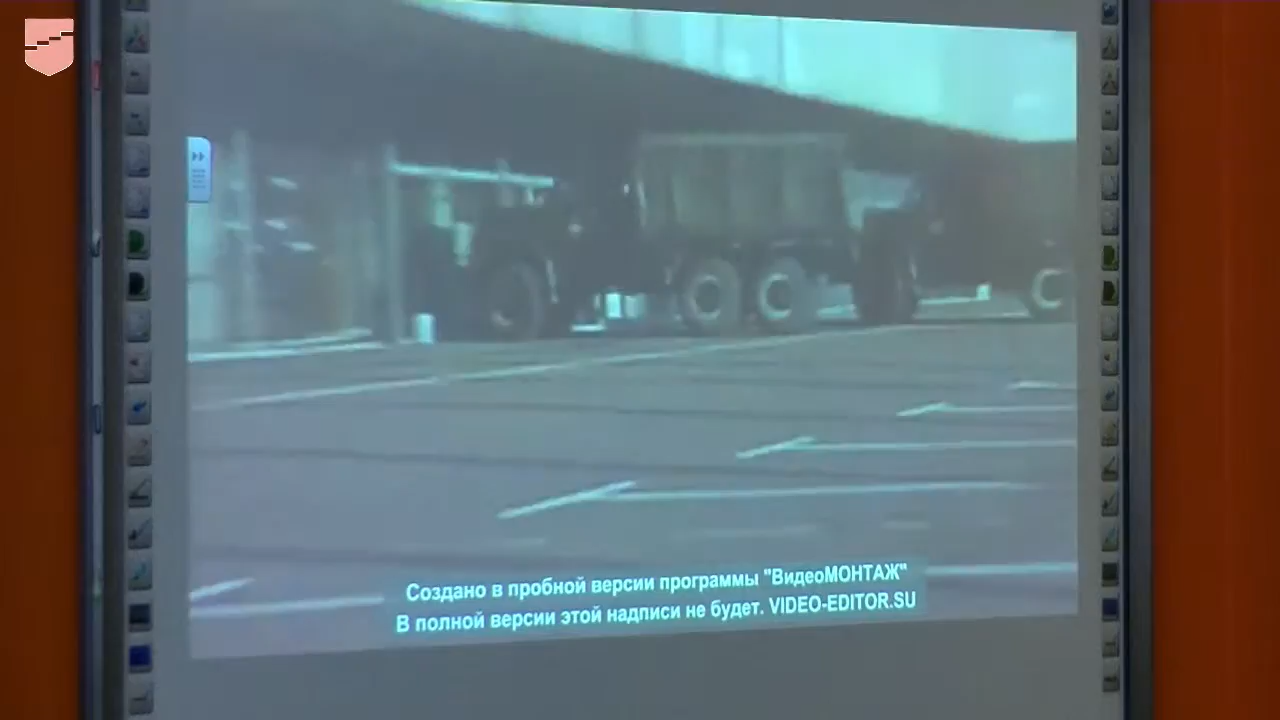 Создано в пробной версии программы "ВидеоМОНТАЖ"
В полной версии этой надписи не будет. VIDEO-EDITOR.SU